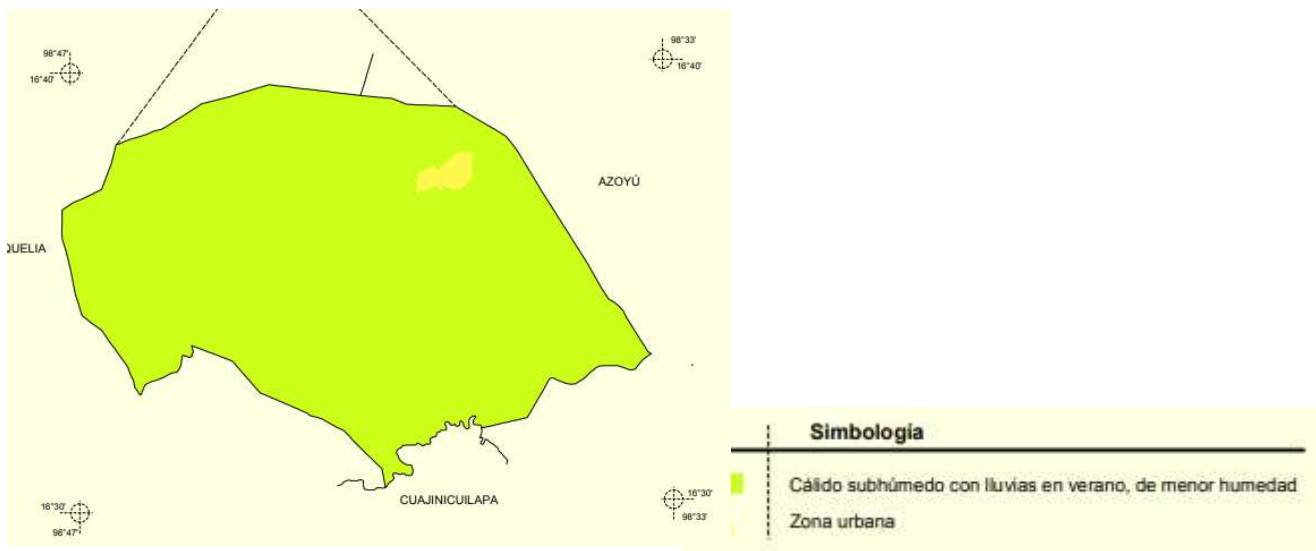 98°47'
16°40'
98°33'
16°40'
AZOYÚ
QUELIA
Simbología
Cálido subhúmedo con lluvias en verano, de menor humedad
Zona urbana
CUAJINICUILAPA
16°30'
98°47'
16°30'
98°33'